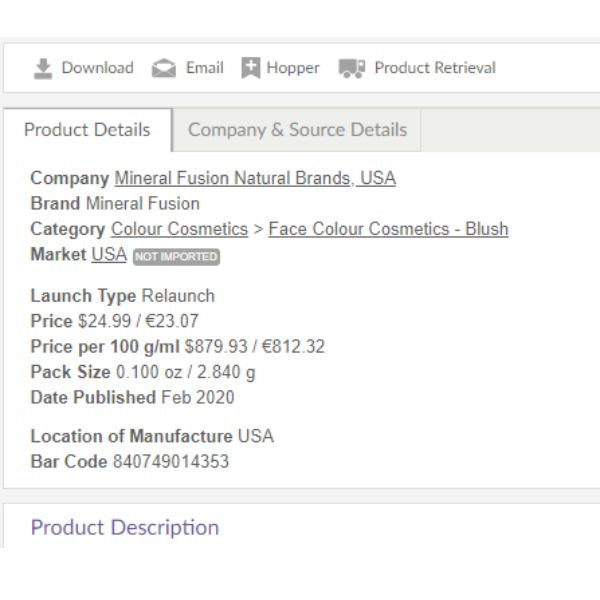 Download Email Hopper Product Retrieval
Product Details Company & Source Details
Company Mineral Fusion Natural Brands, USA
Brand Mineral Fusion
Category Colour Cosmetics > Face Colour Cosmetics - Blush
Market USA NOT IMPORTED
Launch Type Relaunch
Price $24.99 / €23.07
Price per 100 g/ml $879.93 / €812.32
Pack Size 0.100 oz / 2.840 g
Date Published Feb 2020
Location of Manufacture USA
Bar Code 840749014353
Product Description